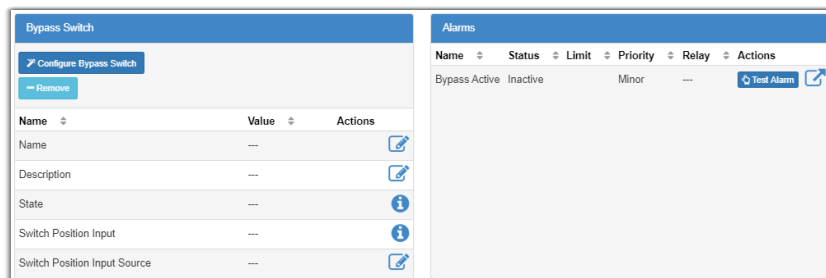 Bypass Switch
Configure Bypass Switch
Remove
Name Value Actions
Name ---
Description ---
State ---
Switch Position Input ---
Switch Position Input Source ---
Alarms
Name Status Limit Priority Relay Actions
Bypass Active Inactive Minor --- Test Alarm